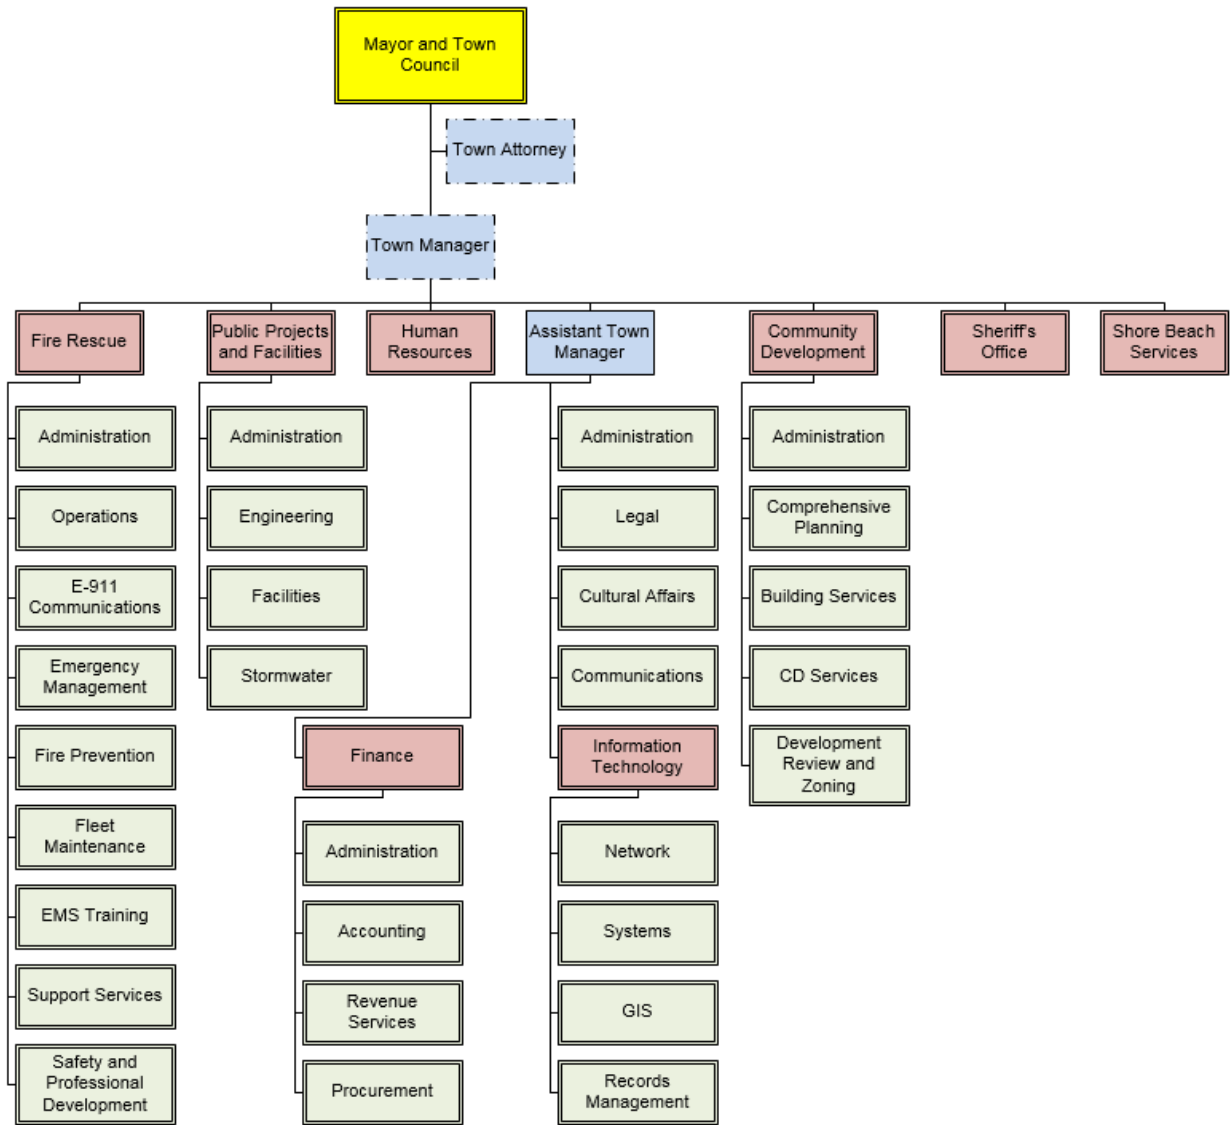 Mayor and Town
Council
Town Attorney
Town Manager
Fire Rescue
Public Projects
and Facilities
Human
Resources
Assistant Town
Manager
Community
Development
Sheriff's
Office
Shore Beach
Services
Administration
Operations
E-911
Communications
Emergency
Management
Fire Prevention
Fleet
Maintenance
EMS Training
Support Services
Safety and
Professional
Development
Administration
Engineering
Facilities
Stormwater
Finance
Administration
Accounting
Revenue
Services
Procurement
Administration
Legal
Cultural Affairs
Communications
Information
Technology
Network
Systems
GIS
Records
Management
Administration
Comprehensive
Planning
Building Services
CD Services
Development
Review and
Zoning